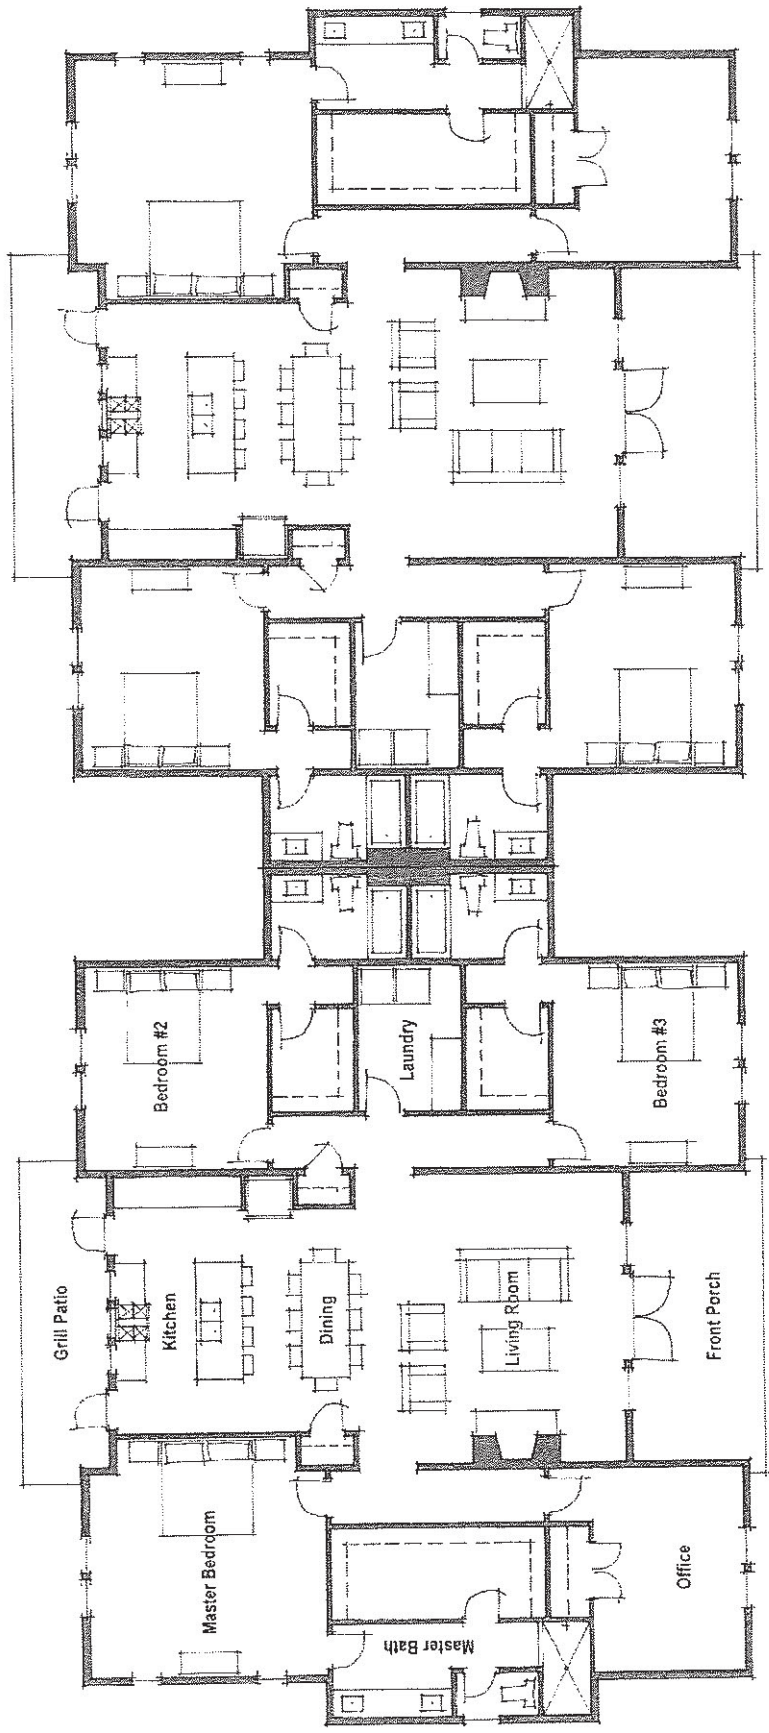 Grill Patio
Master Bedroom
Kitchen
Bedroom #2
Dining
Master Bath
Laundry
Living Room
Office
Front Porch
Bedroom #3